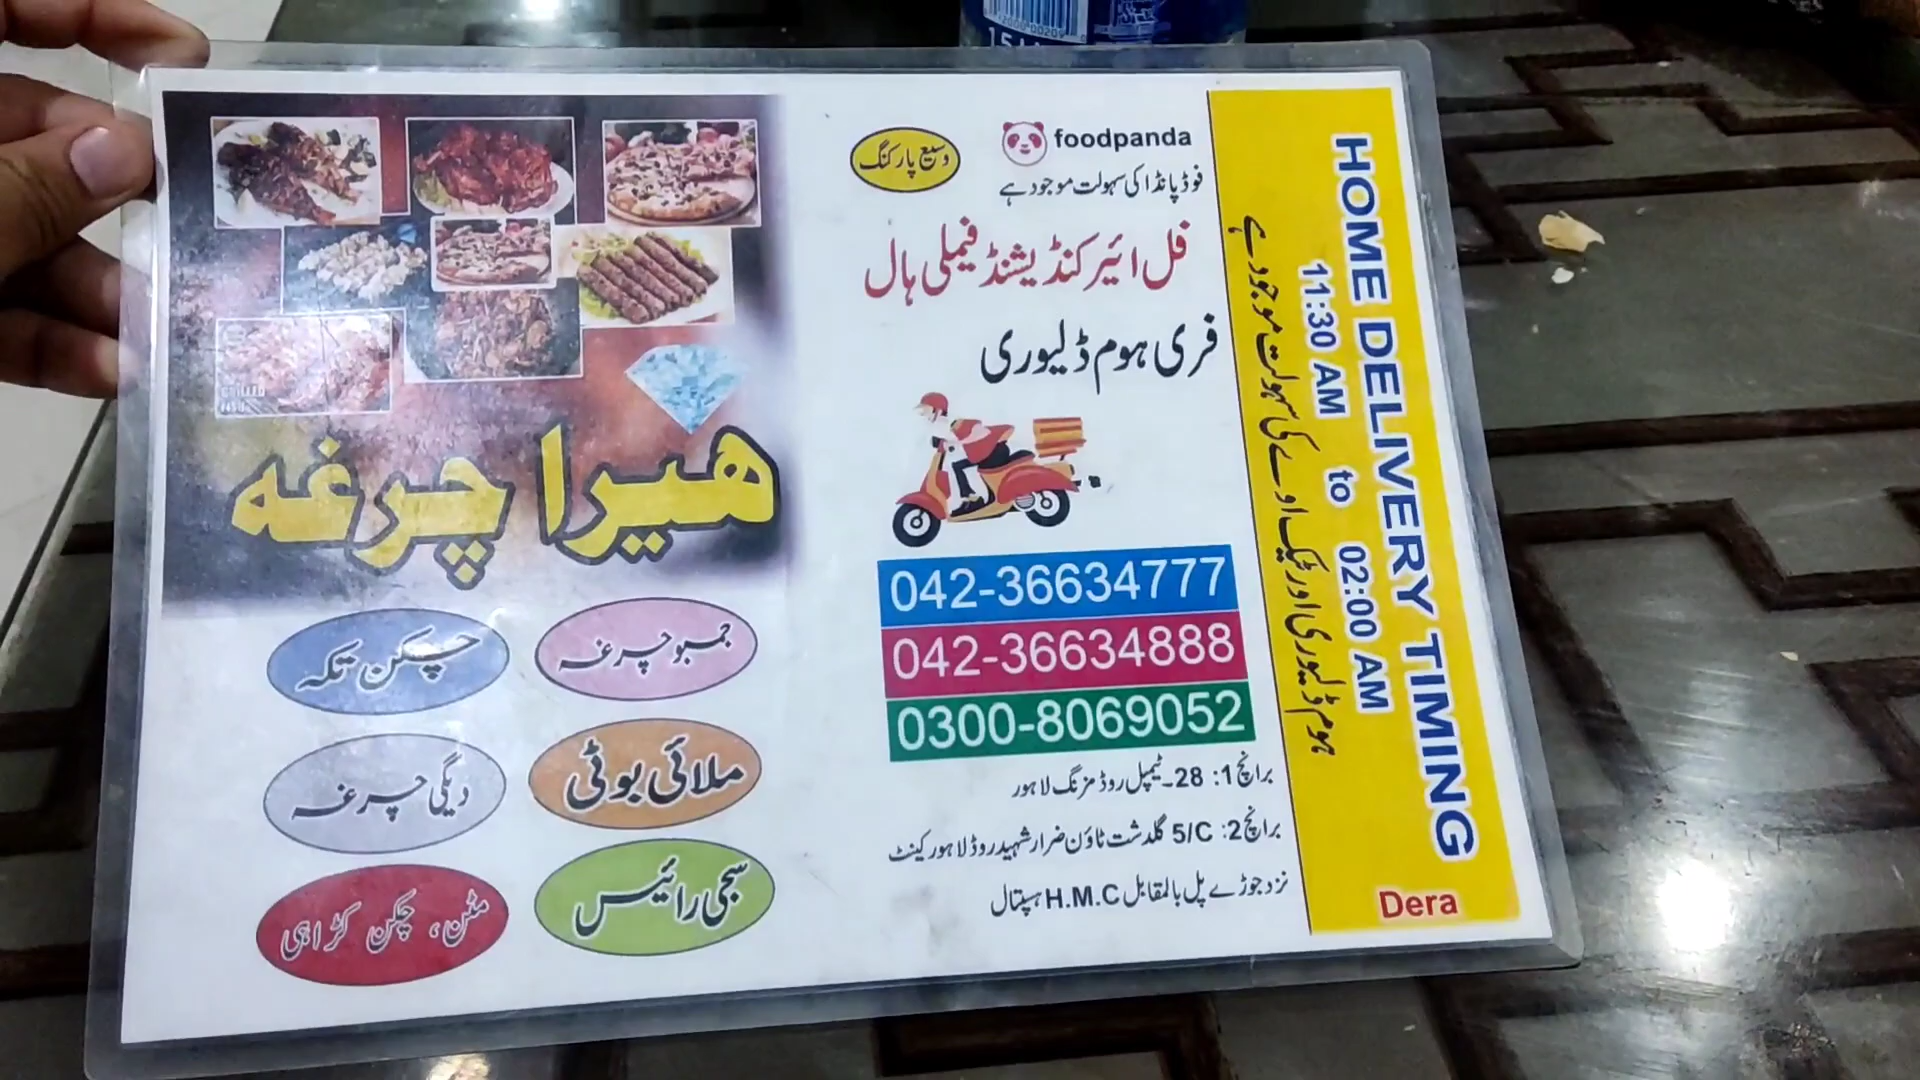 وسیع پارکنگ
foodpanda
فوڈ پانڈا کی سہولت موجود ہے
فل ائیر کنڈیشنڈ فیملی ہال
فری ہوم ڈلیوری
ھیرا چرغہ
جمبو چرغہ
چکن تکہ
ملائی بوٹی
دیگی چرغہ
سجی رائیس
مٹن، چکن کڑاہی
042-36634777
042-36634888
0300-8069052
برانچ 1: 28۔ ٹیمپل روڈ مزنگ لاہور
برانچ 2: 5/C گلدشت ٹاؤن ضرار شہید روڈ لاہور کینٹ
نزد جوڑے پل بالمقابل H.M.C ہسپتال
HOME DELIVERY TIMING
11:30 AM to 02:00 AM
ہوم ڈلیوری اور ٹیک اوے کی سہولت موجود ہے
Dera